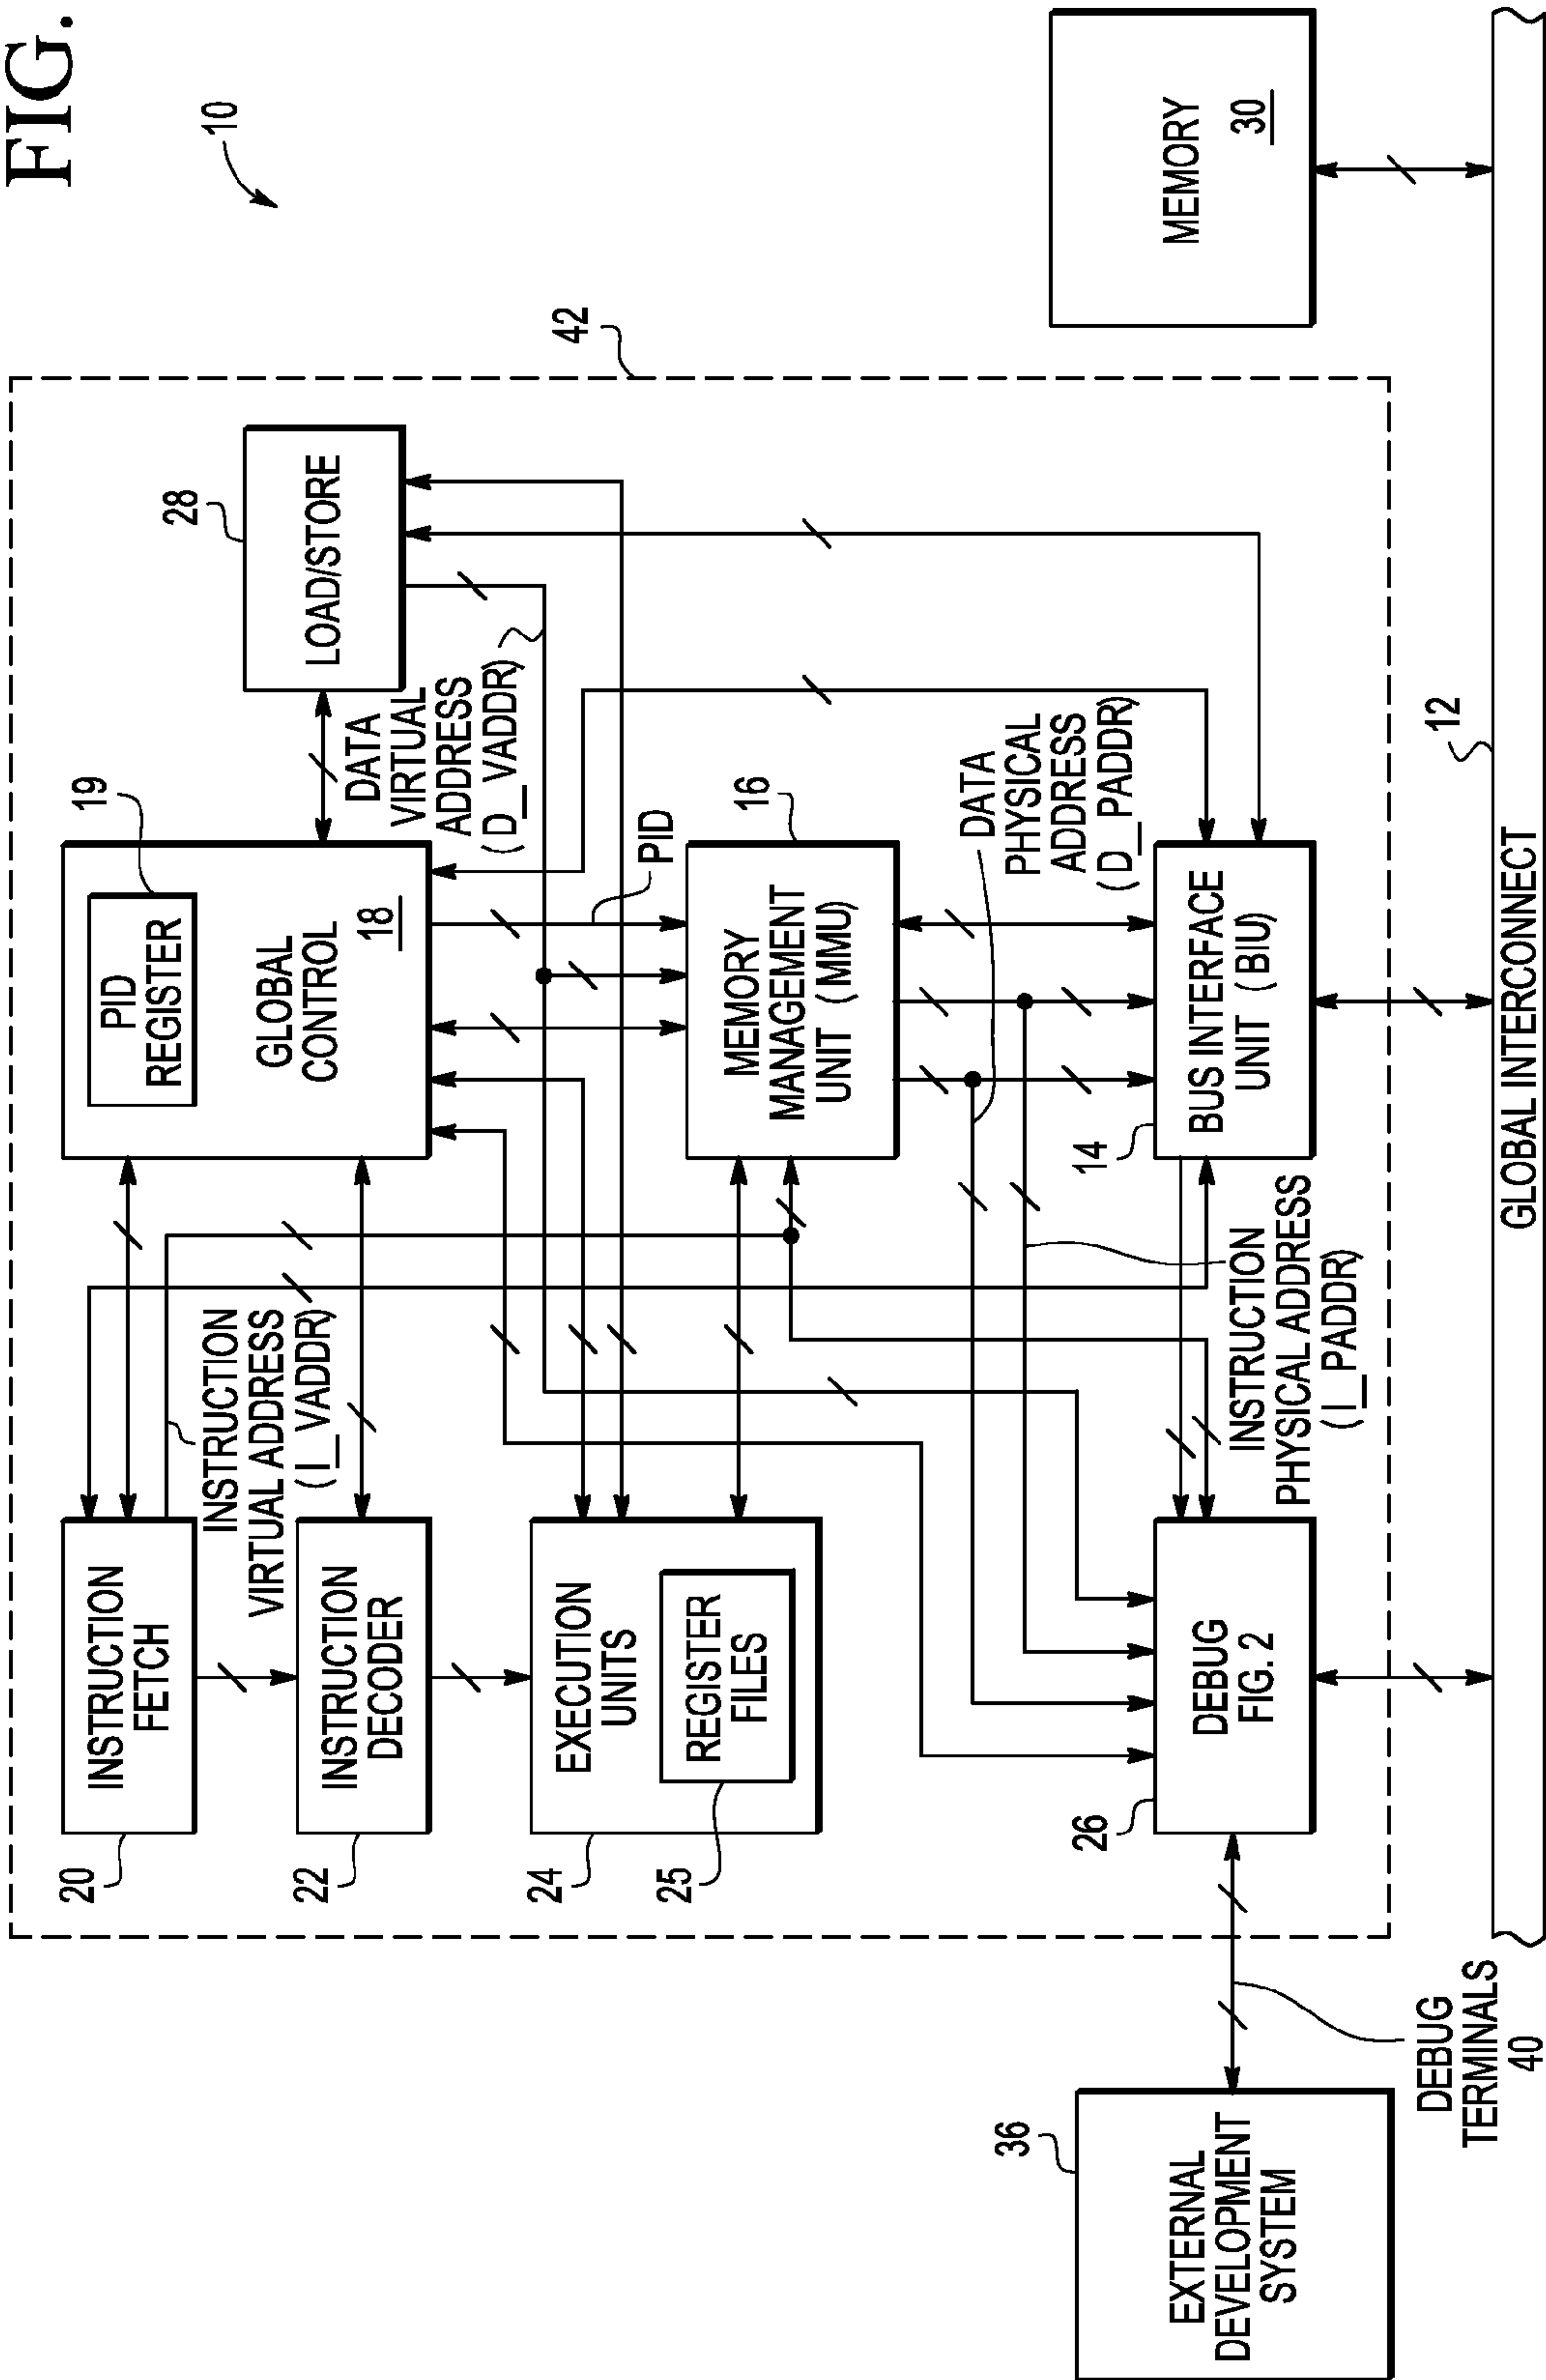 FIG.
10
42
20
INSTRUCTION
FETCH
22
INSTRUCTION
DECODER
24
EXECUTION
UNITS
25
REGISTER
FILES
INSTRUCTION
VIRTUAL ADDRESS
(I_VADDR)
19
PID
REGISTER
GLOBAL
CONTROL
18
28
LOAD/STORE
DATA
VIRTUAL
ADDRESS
(D_VADDR)
PID
16
MEMORY
MANAGEMENT
UNIT (MMU)
DATA
PHYSICAL
ADDRESS
(D_PADDR)
14
BUS INTERFACE
UNIT (BIU)
INSTRUCTION
PHYSICAL ADDRESS
(I_PADDR)
26
DEBUG
FIG. 2
36
EXTERNAL
DEVELOPMENT
SYSTEM
DEBUG
TERMINALS
40
MEMORY
30
12
GLOBAL INTERCONNECT